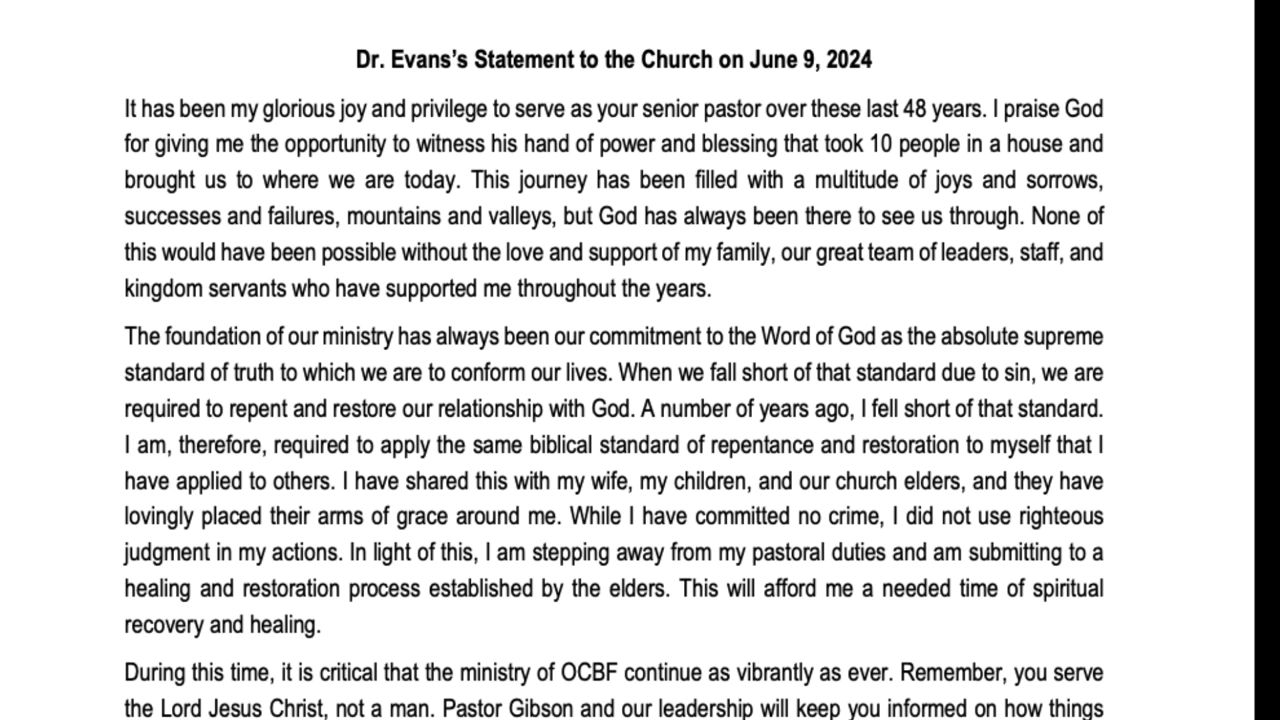 Dr. Evans’s Statement to the Church on June 9, 2024
It has been my glorious joy and privilege to serve as your senior pastor over these last 48 years. I praise God
for giving me the opportunity to witness his hand of power and blessing that took 10 people in a house and
brought us to where we are today. This journey has been filled with a multitude of joys and sorrows,
successes and failures, mountains and valleys, but God has always been there to see us through. None of
this would have been possible without the love and support of my family, our great team of leaders, staff, and
kingdom servants who have supported me throughout the years.
The foundation of our ministry has always been our commitment to the Word of God as the absolute supreme
standard of truth to which we are to conform our lives. When we fall short of that standard due to sin, we are
required to repent and restore our relationship with God. A number of years ago, I fell short of that standard.
I am, therefore, required to apply the same biblical standard of repentance and restoration to myself that I
have applied to others. I have shared this with my wife, my children, and our church elders, and they have
lovingly placed their arms of grace around me. While I have committed no crime, I did not use righteous
judgment in my actions. In light of this, I am stepping away from my pastoral duties and am submitting to a
healing and restoration process established by the elders. This will afford me a needed time of spiritual
recovery and healing.
During this time, it is critical that the ministry of OCBF continue as vibrantly as ever. Remember, you serve
the Lord Jesus Christ, not a man. Pastor Gibson and our leadership will keep you informed on how things